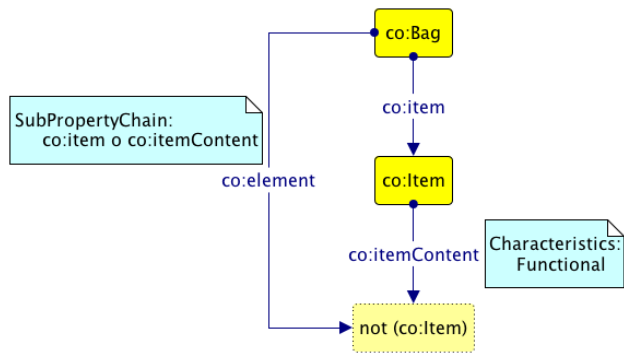 co:Bag
co:item
SubPropertyChain:
co:item o co:itemContent
co:element
co:Item
co:itemContent
Characteristics:
Functional
not (co:Item)